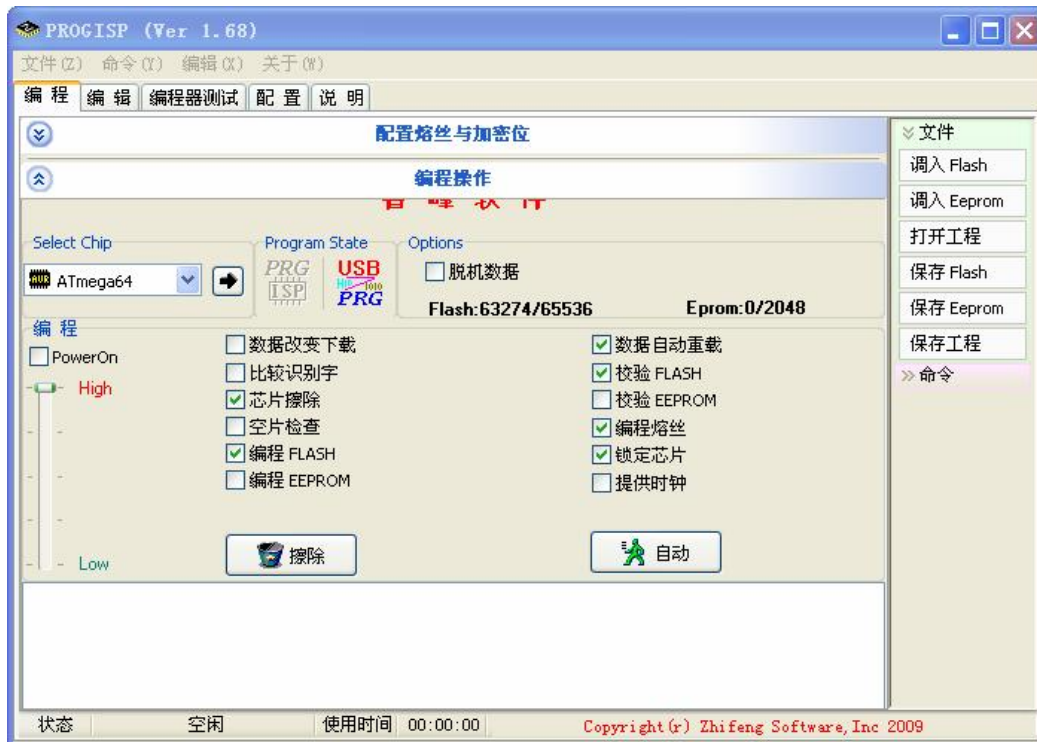 PROGISP (Ver 1.68)
文件(Z) 命令(Y) 编辑(X) 关于(W)
编 程 编 辑 编程器测试 配 置 说 明
配置熔丝与加密位
编程操作
Select Chip
ATmega64
Program State
PRG
ISP
USB
PRG
Options
脱机数据
Flash:63274/65536 Eprom:0/2048
编 程
PowerOn
High
Low
数据改变下载
比较识别字
芯片擦除
空片检查
编程 FLASH
编程 EEPROM
数据自动重载
校验 FLASH
校验 EEPROM
编程熔丝
锁定芯片
提供时钟
擦除
自动
文件
调入 Flash
调入 Eeprom
打开工程
保存 Flash
保存 Eeprom
保存工程
命令
状态 空闲 使用时间 00:00:00 Copyright(r) Zhifeng Software,Inc 2009